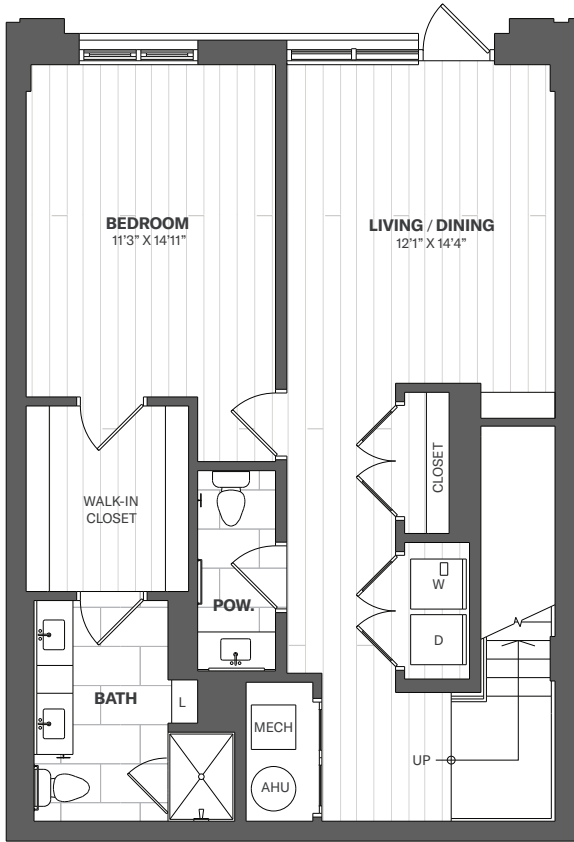 BEDROOM
11'3" X 14'11"
LIVING / DINING
12'1" X 14'4"
WALK-IN
CLOSET
CLOSET
W
POW.
D
BATH
L
MECH
UP
AHU